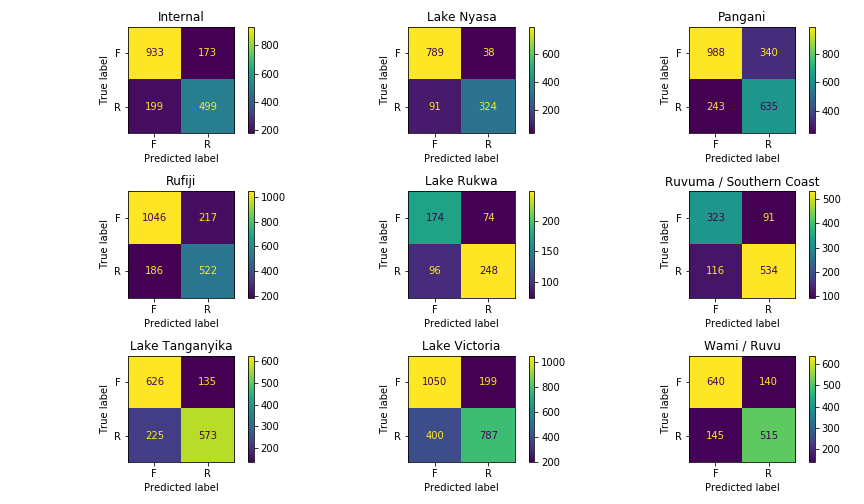 Internal
F 933 173
R 199 499
F R
True label
Predicted label
800
600
400
200
Lake Nyasa
F 789 38
R 91 324
F R
True label
Predicted label
600
400
200
Pangani
F 988 340
R 243 635
F R
True label
Predicted label
800
600
400
Rufiji
F 1046 217
R 186 522
F R
True label
Predicted label
1000
800
600
400
200
Lake Rukwa
F 174 74
R 96 248
F R
True label
Predicted label
200
150
100
Ruvuma / Southern Coast
F 323 91
R 116 534
F R
True label
Predicted label
500
400
300
200
100
Lake Tanganyika
F 626 135
R 225 573
F R
True label
Predicted label
600
500
400
300
200
Lake Victoria
F 1050 199
R 400 787
F R
True label
Predicted label
1000
800
600
400
200
Wami / Ruvu
F 640 140
R 145 515
F R
True label
Predicted label
600
500
400
300
200